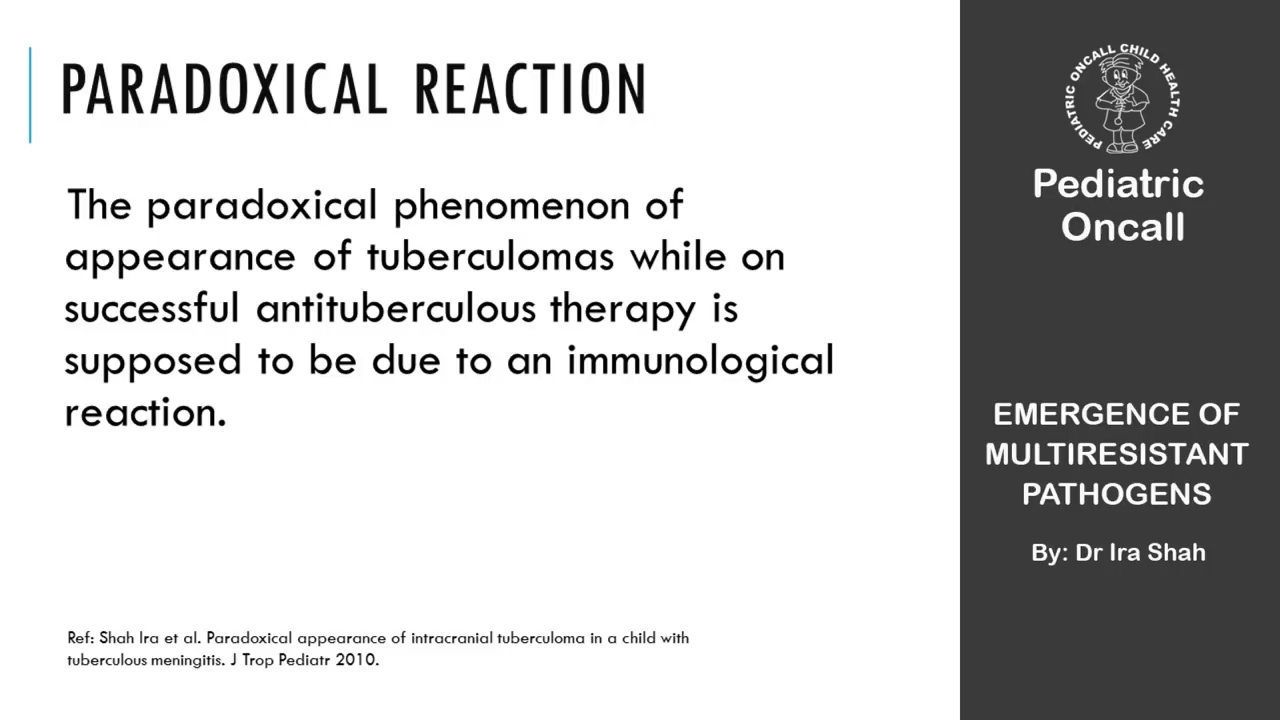 PARADOXICAL REACTION
The paradoxical phenomenon of
appearance of tuberculomas while on
successful antituberculous therapy is
supposed to be due to an immunological
reaction.
Ref: Shah Ira et al. Paradoxical appearance of intracranial tuberculoma in a child with
tuberculous meningitis. J Trop Pediatr 2010.
PEDIATRIC ONCALL CHILD HEALTH CARE
Pediatric
Oncall
EMERGENCE OF
MULTIRESISTANT
PATHOGENS
By: Dr Ira Shah